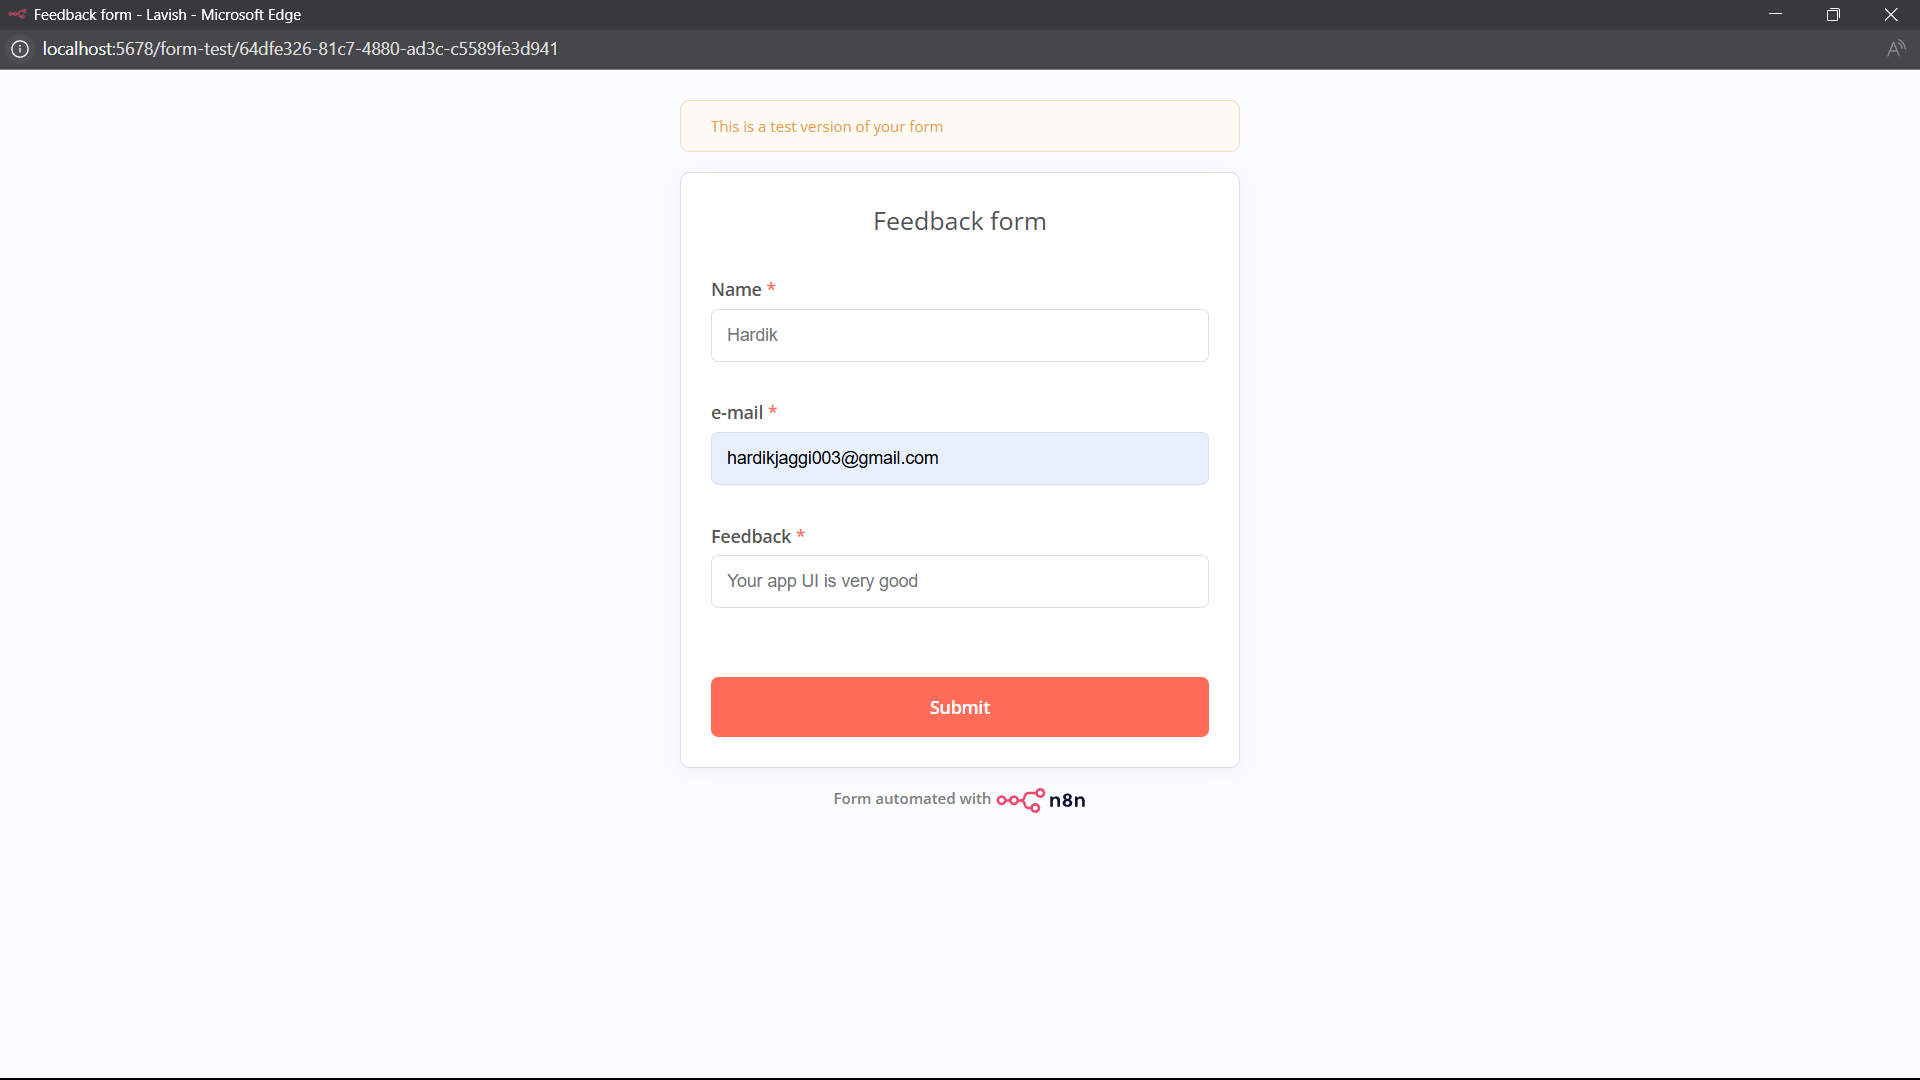 Feedback form - Lavish - Microsoft Edge
localhost:5678/form-test/64dfe326-81c7-4880-ad3c-c5589fe3d941
This is a test version of your form
Feedback form
Name *
Hardik
e-mail *
hardikjaggi003@gmail.com
Feedback *
Your app UI is very good
Submit
Form automated with n8n